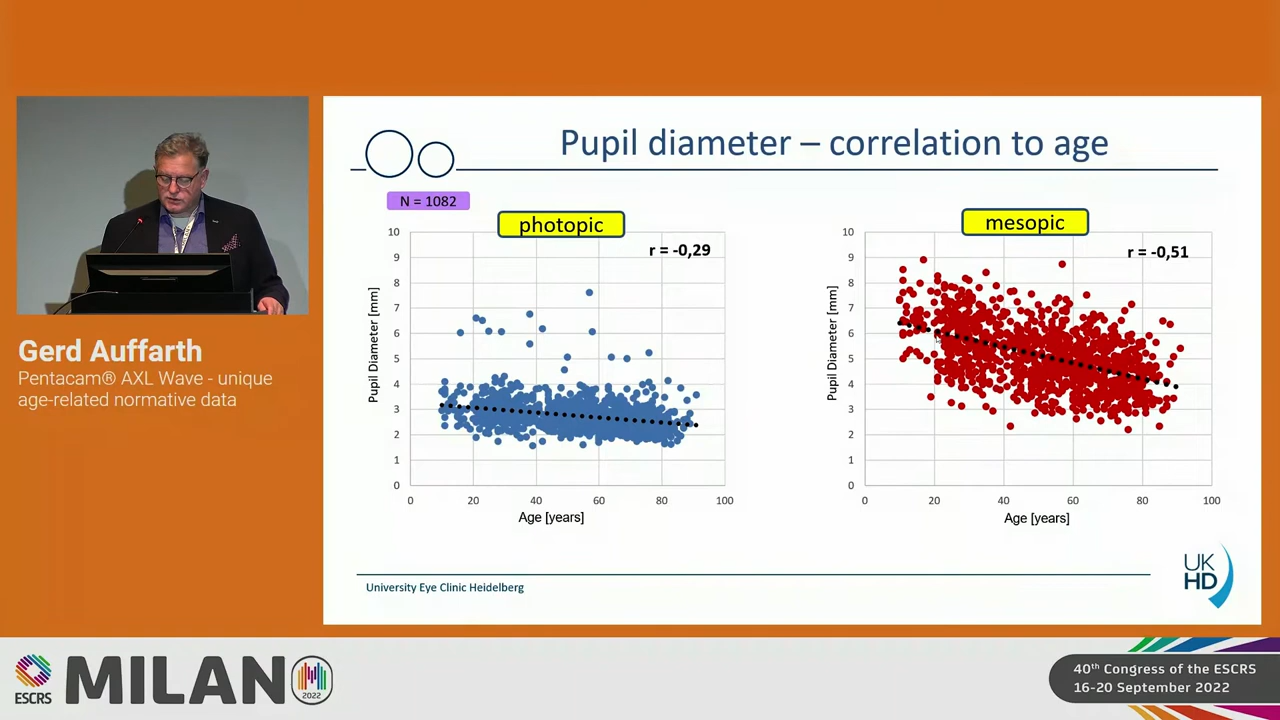 Pupil diameter – correlation to age
N = 1082
photopic
r = -0,29
Pupil Diameter [mm]
10
9
8
7
6
5
4
3
2
1
0
0 20 40 60 80 100
Age [years]
mesopic
r = -0,51
Pupil Diameter [mm]
10
9
8
7
6
5
4
3
2
1
0
0 20 40 60 80 100
Age [years]
University Eye Clinic Heidelberg
UK
HD
Gerd Auffarth
Pentacam® AXL Wave - unique
age-related normative data
ESCRS
MILAN
2022
40th Congress of the ESCRS
16-20 September 2022